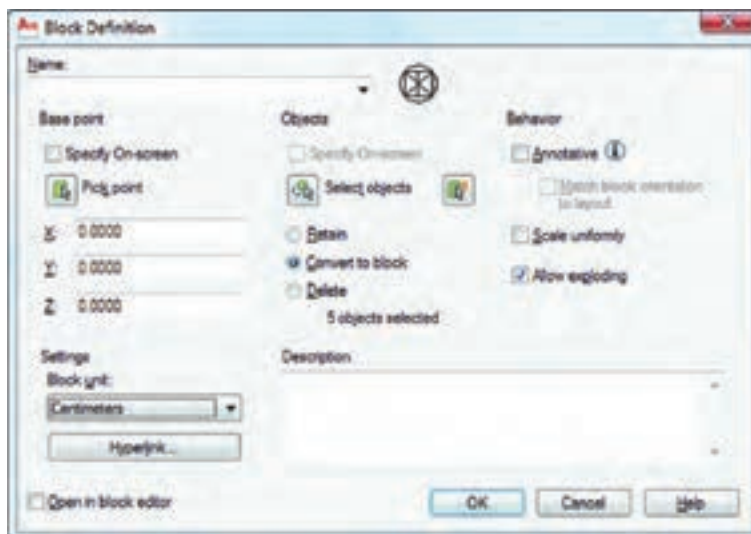 Block Definition
Name:
Base point
Specify On-screen
Pick point
X: 0.0000
Y: 0.0000
Z: 0.0000
Objects
Specify On-screen
Select objects
Retain
Convert to block
Delete
5 objects selected
Behavior
Annotative
Match block orientation
to layout
Scale uniformly
Allow exploding
Settings
Block unit:
Centimeters
Hyperlink...
Description
Open in block editor
OK
Cancel
Help